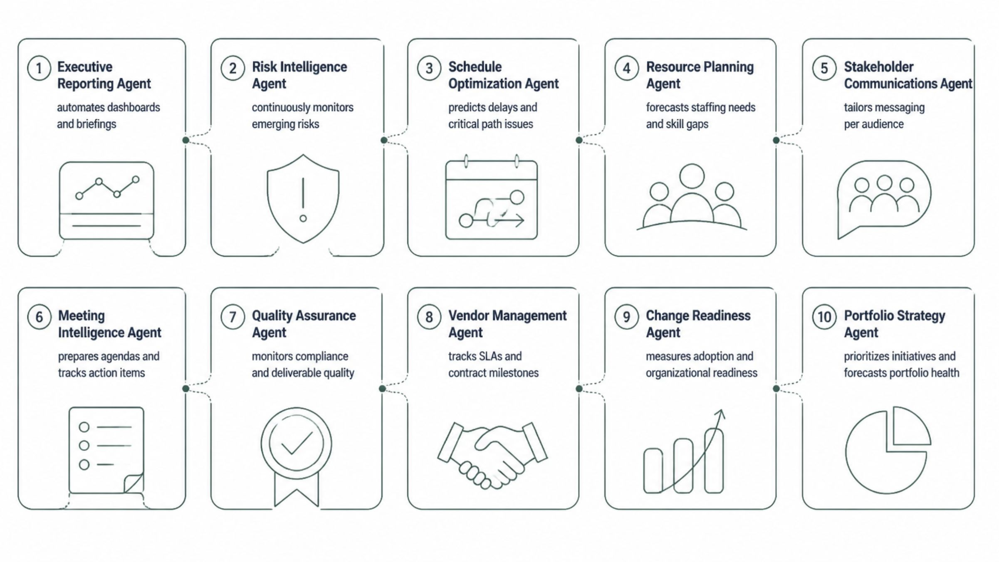 1
Executive
Reporting Agent
automates dashboards
and briefings
2
Risk Intelligence
Agent
continuously monitors
emerging risks
3
Schedule
Optimization Agent
predicts delays and
critical path issues
4
Resource Planning
Agent
forecasts staffing needs
and skill gaps
5
Stakeholder
Communications Agent
tailors messaging
per audience
6
Meeting
Intelligence Agent
prepares agendas and
tracks action items
7
Quality Assurance
Agent
monitors compliance
and deliverable quality
8
Vendor Management
Agent
tracks SLAs and
contract milestones
9
Change Readiness
Agent
measures adoption and
organizational readiness
10
Portfolio Strategy
Agent
prioritizes initiatives and
forecasts portfolio health